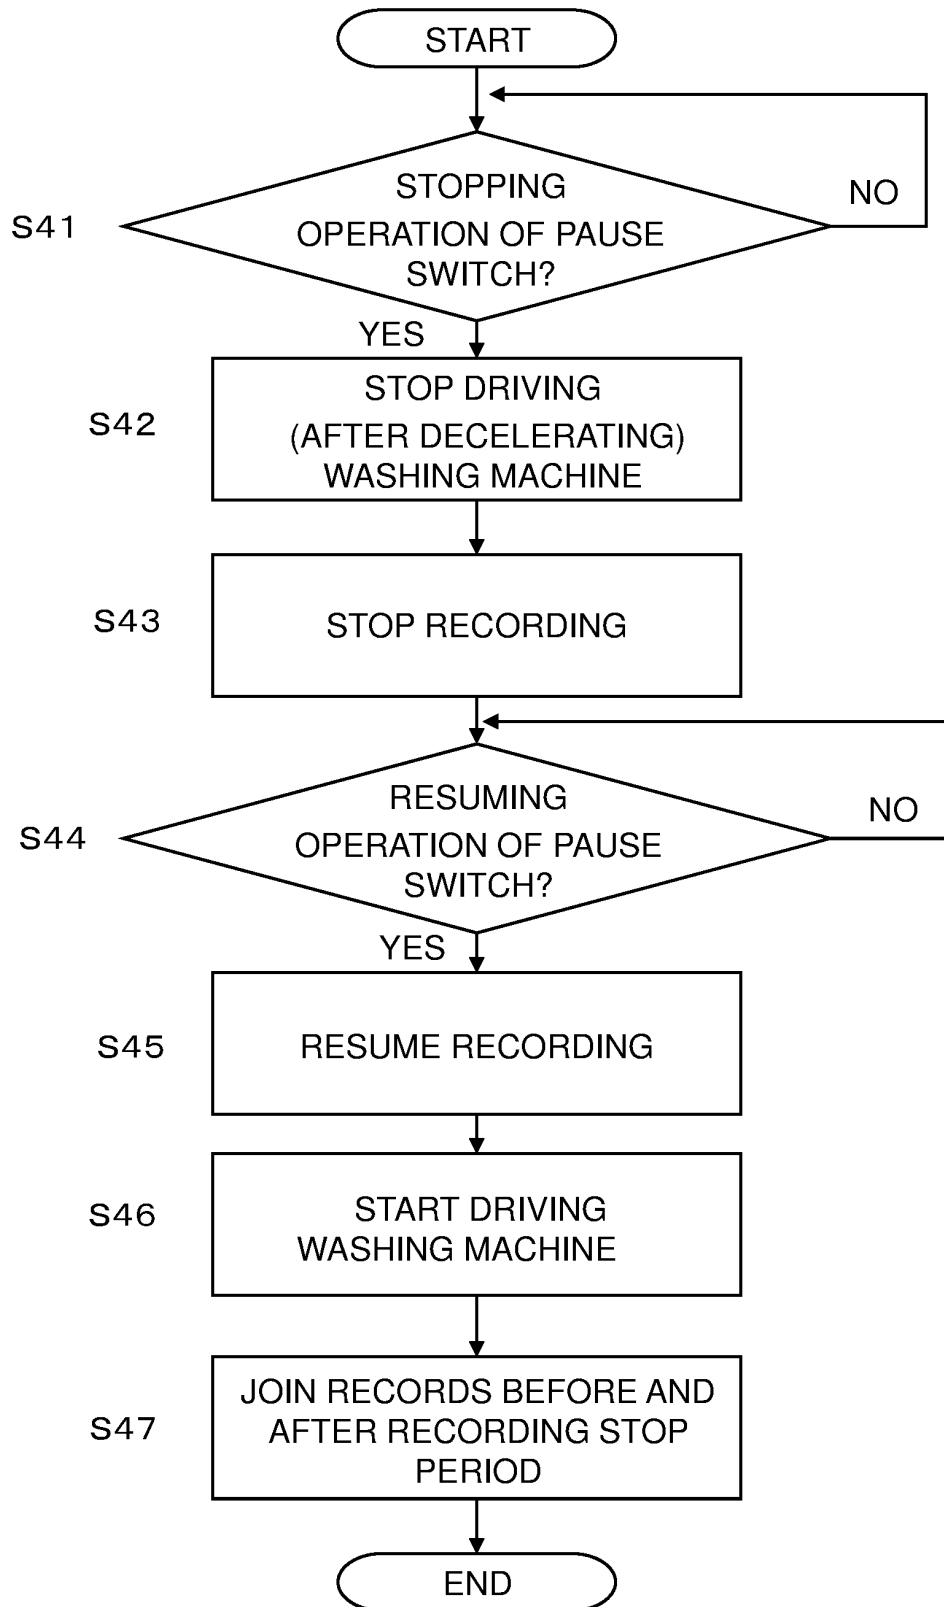 START
STOPPING
OPERATION OF PAUSE
SWITCH?
NO
S41
YES
STOP DRIVING
(AFTER DECELERATING)
WASHING MACHINE
S42
STOP RECORDING
S43
RESUMING
OPERATION OF PAUSE
SWITCH?
NO
S44
YES
RESUME RECORDING
S45
START DRIVING
WASHING MACHINE
S46
JOIN RECORDS BEFORE AND
AFTER RECORDING STOP
PERIOD
S47
END